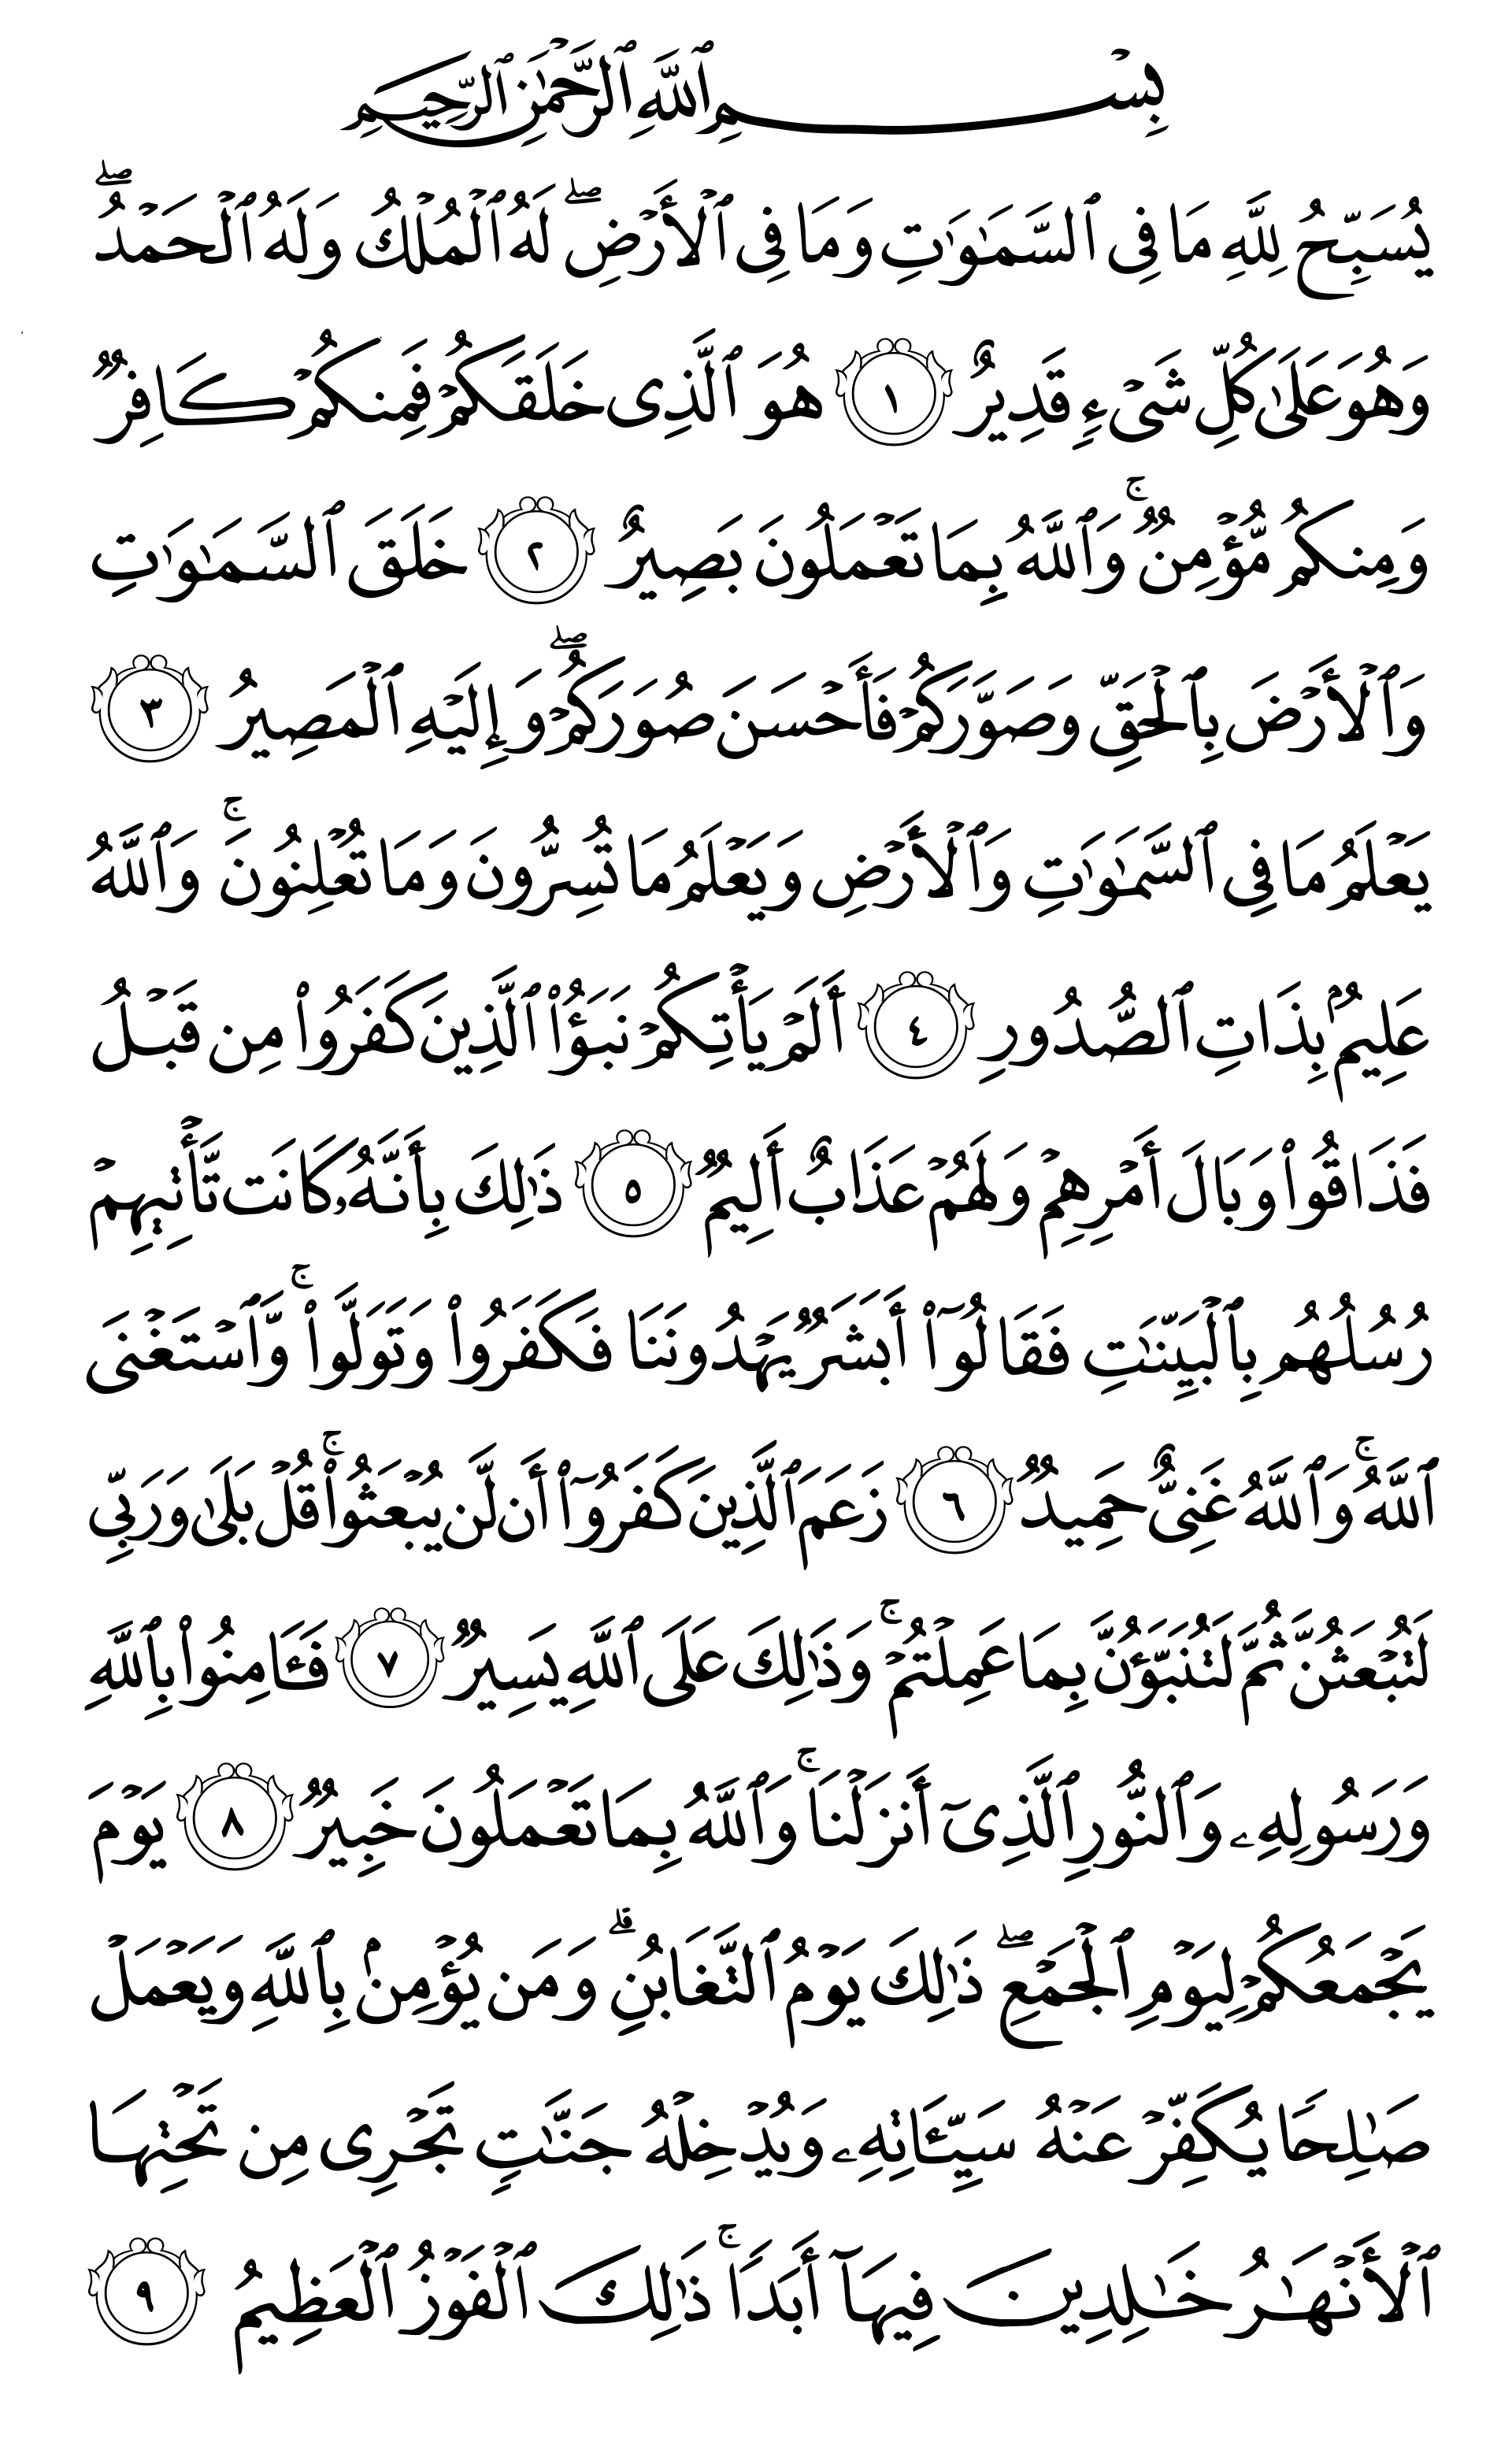 بِسْمِ ٱللَّهِ ٱلرَّحْمَٰنِ ٱلرَّحِيمِ
يُسَبِّحُ لِلَّهِ مَا فِى ٱلسَّمَٰوَٰتِ وَمَا فِى ٱلْأَرْضِ ۖ لَهُ ٱلْمُلْكُ وَلَهُ ٱلْحَمْدُ ۖ
وَهُوَ عَلَىٰ كُلِّ شَىْءٍ قَدِيرٌ ١ هُوَ ٱلَّذِى خَلَقَكُمْ فَمِنكُمْ كَافِرٌ
وَمِنكُم مُّؤْمِنٌ ۚ وَٱللَّهُ بِمَا تَعْمَلُونَ بَصِيرٌ ٢ خَلَقَ ٱلسَّمَٰوَٰتِ
وَٱلْأَرْضَ بِٱلْحَقِّ وَصَوَّرَكُمْ فَأَحْسَنَ صُوَرَكُمْ ۖ وَإِلَيْهِ ٱلْمَصِيرُ ٣
يَعْلَمُ مَا فِى ٱلسَّمَٰوَٰتِ وَٱلْأَرْضِ وَيَعْلَمُ مَا تُسِرُّونَ وَمَا تُعْلِنُونَ ۚ وَٱللَّهُ
عَلِيمٌۢ بِذَاتِ ٱلصُّدُورِ ٤ أَلَمْ يَأْتِكُمْ نَبَؤُا۟ ٱلَّذِينَ كَفَرُوا۟ مِن قَبْلُ
فَذَاقُوا۟ وَبَالَ أَمْرِهِمْ وَلَهُمْ عَذَابٌ أَلِيمٌ ٥ ذَٰلِكَ بِأَنَّهُۥ كَانَت تَّأْتِيهِمْ
رُسُلُهُم بِٱلْبَيِّنَٰتِ فَقَالُوٓا۟ أَبَشَرٌ يَهْدُونَنَا فَكَفَرُوا۟ وَتَوَلَّوا۟ ۚ وَّٱسْتَغْنَى
ٱللَّهُ ۚ وَٱللَّهُ غَنِىٌّ حَمِيدٌ ٦ زَعَمَ ٱلَّذِينَ كَفَرُوٓا۟ أَن لَّن يُبْعَثُوا۟ ۚ قُلْ بَلَىٰ وَرَبِّى
لَتُبْعَثُنَّ ثُمَّ لَتُنَبَّؤُنَّ بِمَا عَمِلْتُمْ ۚ وَذَٰلِكَ عَلَى ٱللَّهِ يَسِيرٌ ٧ فَـَٔامِنُوا۟ بِٱللَّهِ
وَرَسُولِهِۦ وَٱلنُّورِ ٱلَّذِىٓ أَنزَلْنَا ۚ وَٱللَّهُ بِمَا تَعْمَلُونَ خَبِيرٌ ٨ يَوْمَ
يَجْمَعُكُمْ لِيَوْمِ ٱلْجَمْعِ ۖ ذَٰلِكَ يَوْمُ ٱلتَّغَابُنِ ۗ وَمَن يُؤْمِنۢ بِٱللَّهِ وَيَعْمَلْ
صَٰلِحًا يُكَفِّرْ عَنْهُ سَيِّـَٔاتِهِۦ وَيُدْخِلْهُ جَنَّٰتٍ تَجْرِى مِن تَحْتِهَا
ٱلْأَنْهَٰرُ خَٰلِدِينَ فِيهَآ أَبَدًا ۚ ذَٰلِكَ ٱلْفَوْزُ ٱلْعَظِيمُ ٩